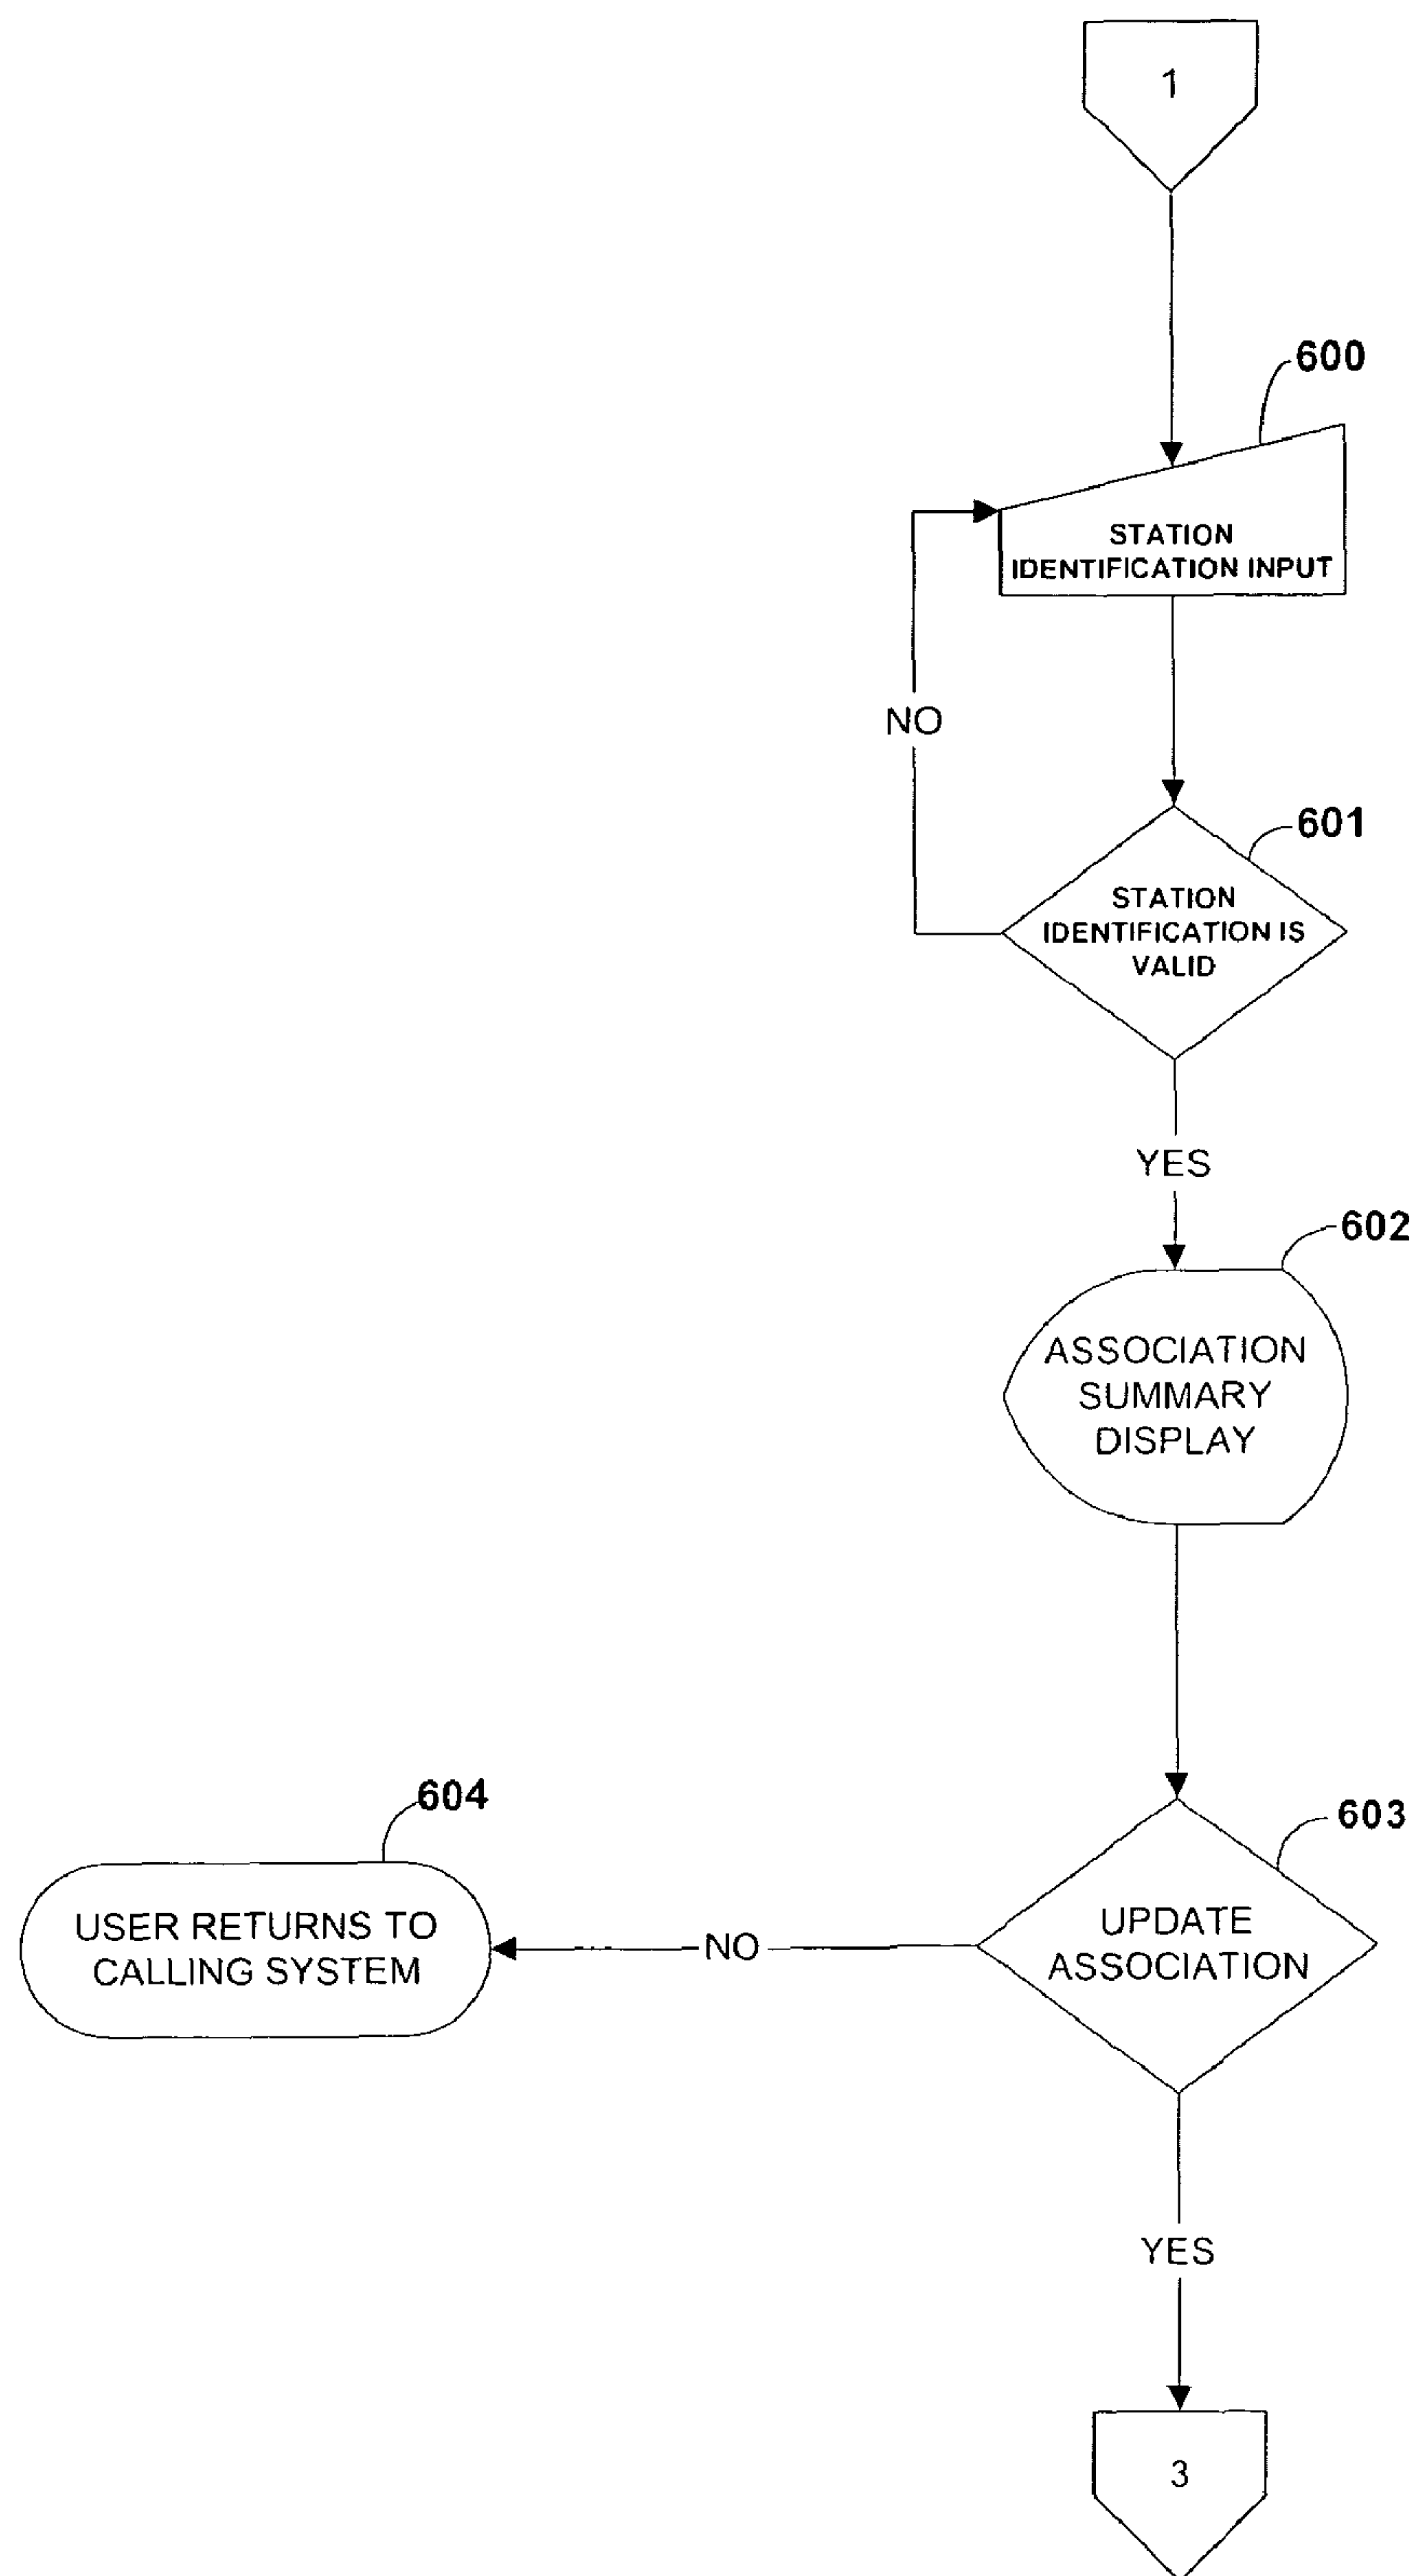 1
600
STATION
IDENTIFICATION INPUT
NO
601
STATION
IDENTIFICATION IS
VALID
YES
602
ASSOCIATION
SUMMARY
DISPLAY
604
603
USER RETURNS TO
CALLING SYSTEM
NO
UPDATE
ASSOCIATION
YES
3